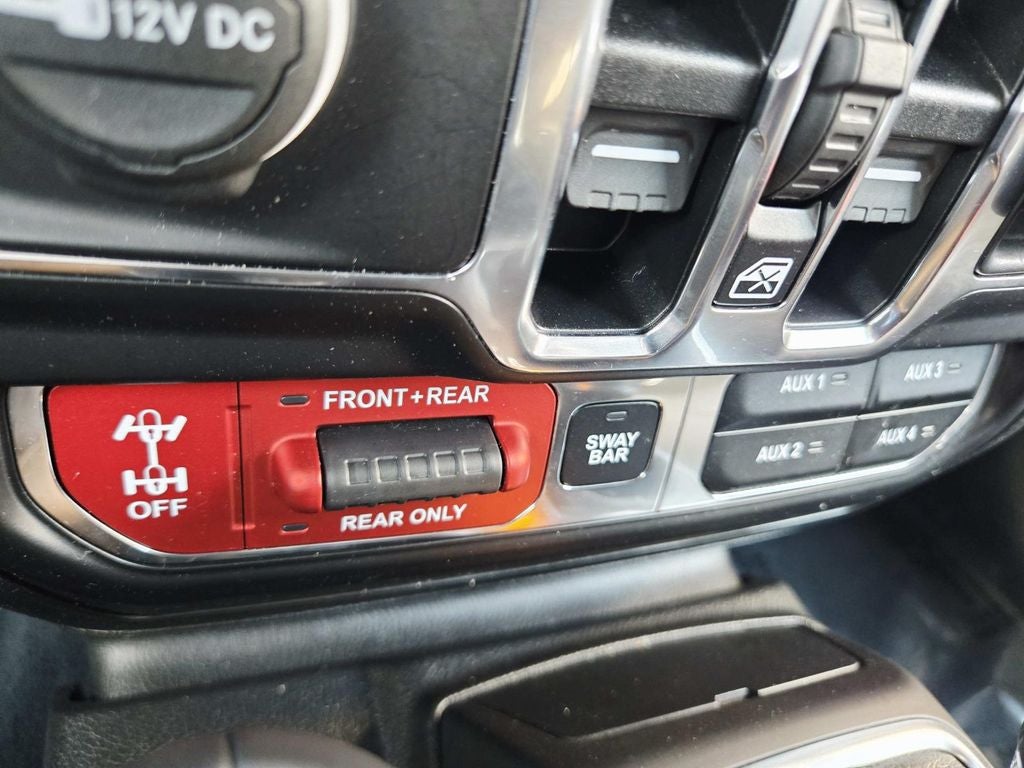 12V DC
FRONT+REAR
OFF
REAR ONLY
SWAY
BAR
AUX 1
AUX 3
AUX 2
AUX 4